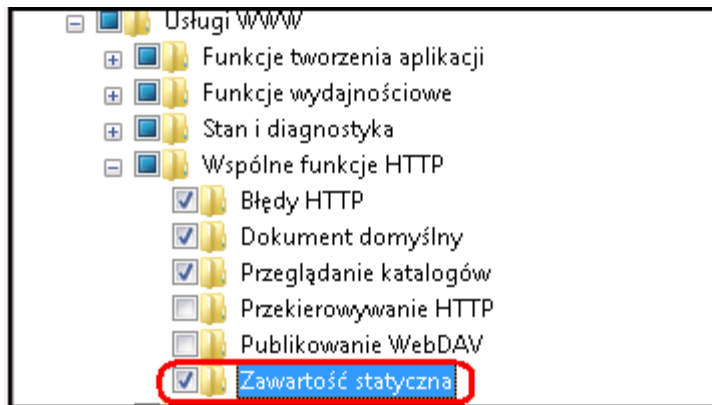 Usługi WWW
Funkcje tworzenia aplikacji
Funkcje wydajnościowe
Stan i diagnostyka
Wspólne funkcje HTTP
Błędy HTTP
Dokument domyślny
Przeglądanie katalogów
Przekierowywanie HTTP
Publikowanie WebDAV
Zawartość statyczna